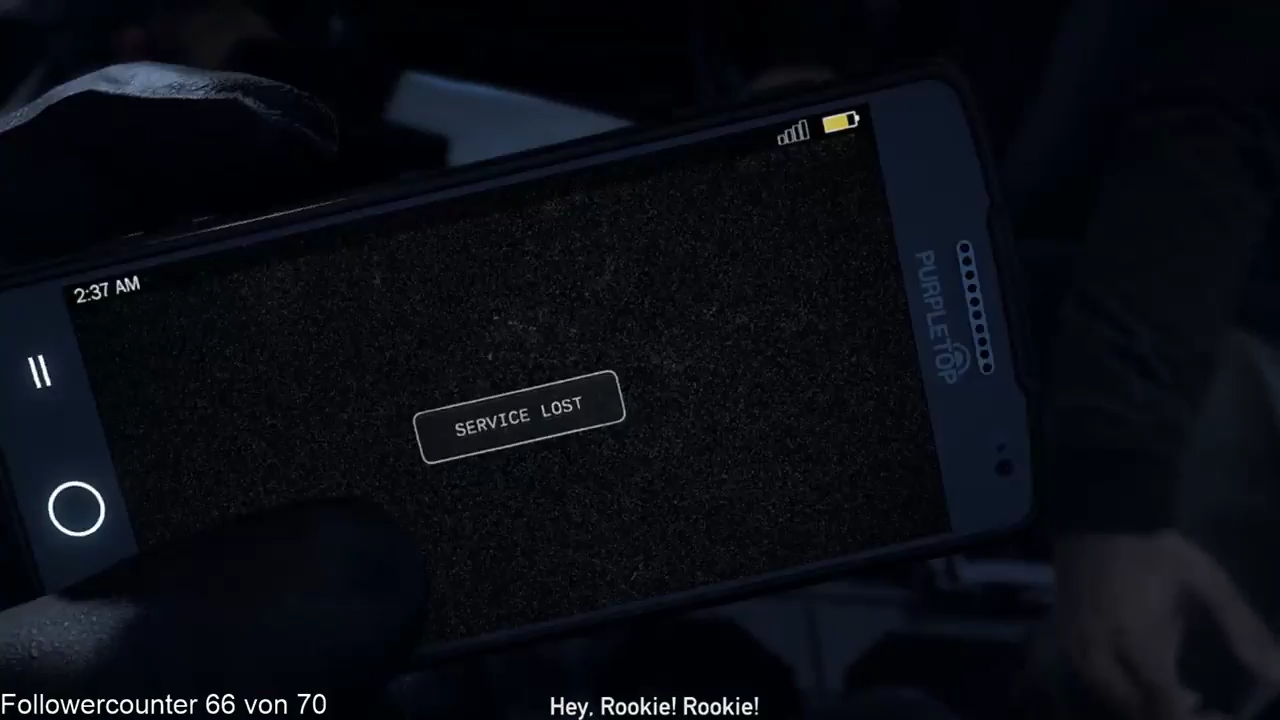 2:37 AM
PURPLETOP
SERVICE LOST
Followercounter 66 von 70
Hey, Rookie! Rookie!